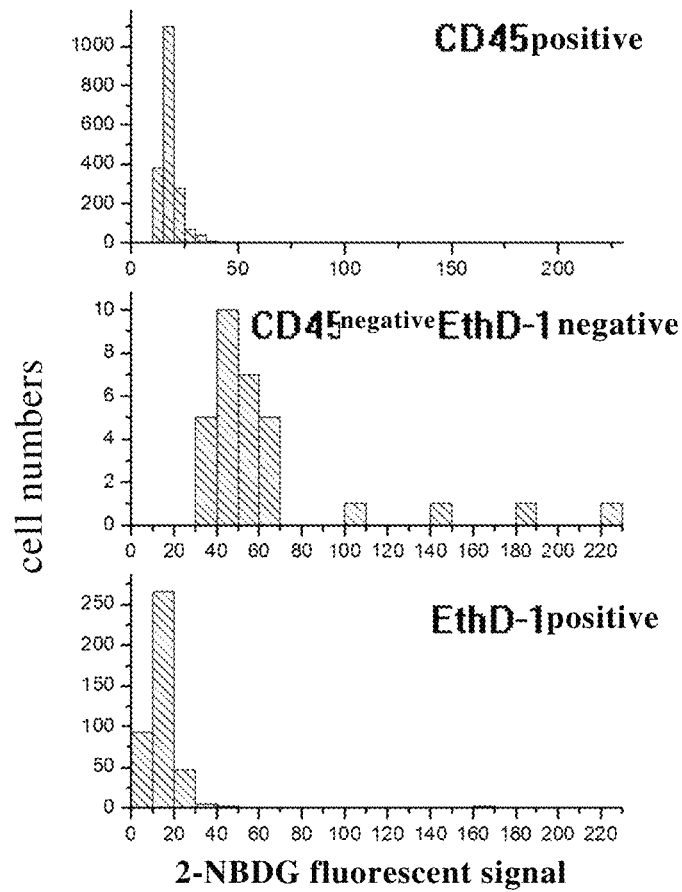 CD45positive
1000
800
600
400
200
0
0 50 100 150 200
CD45negativeEthD-1 negative
10
8
6
4
2
0
0 20 40 60 80 100 120 140 160 180 200 220
EthD-1positive
250
200
150
100
50
0
0 20 40 60 80 100 120 140 160 180 200 220
cell numbers
2-NBDG fluorescent signal